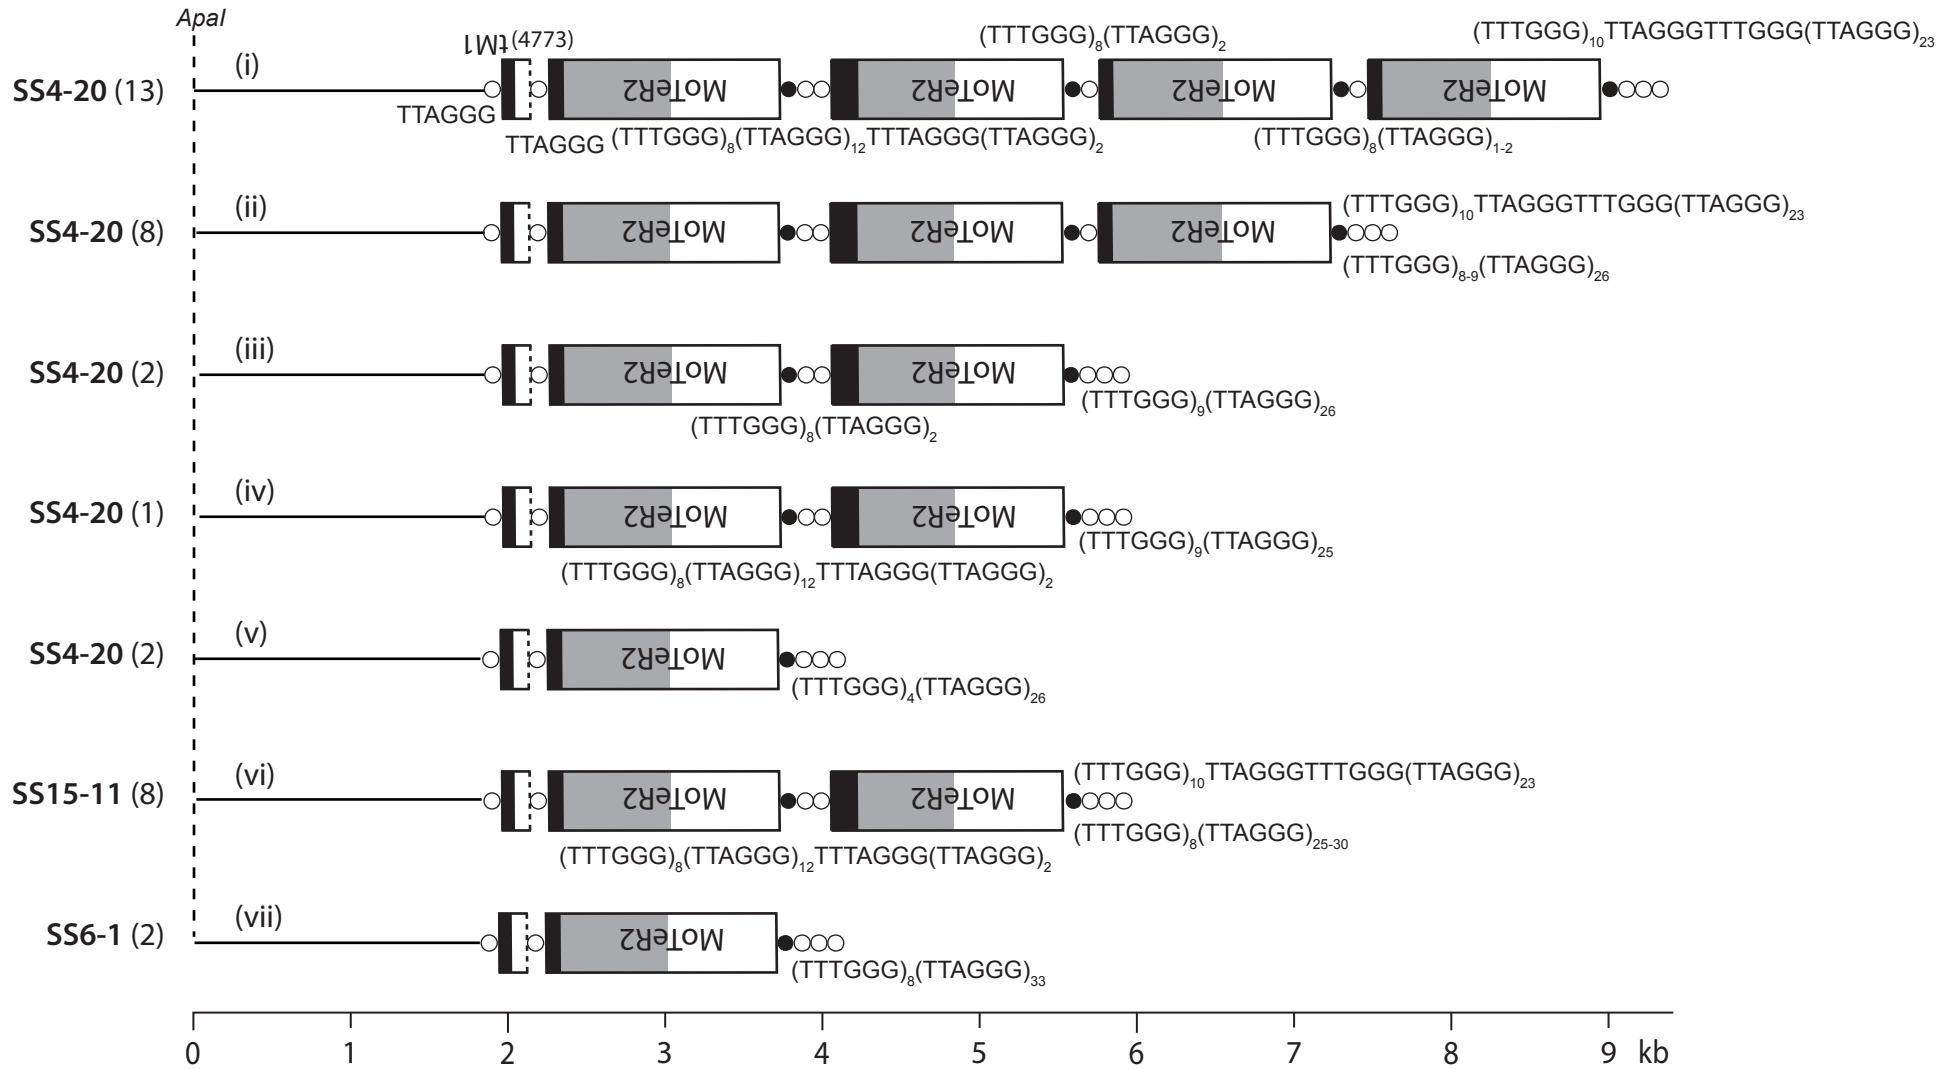 ApaI
tM1 (4773)
(TTTGGG)8(TTAGGG)2
(TTTGGG)10TTAGGGTTTGGG(TTAGGG)23
SS4-20 (13)
(i)
MoTeR2
MoTeR2
MoTeR2
MoTeR2
TTAGGG
TTAGGG
(TTTGGG)8(TTAGGG)12TTTAGGG(TTAGGG)2
(TTTGGG)8(TTAGGG)1-2
SS4-20 (8)
(ii)
MoTeR2
MoTeR2
MoTeR2
(TTTGGG)10TTAGGGTTTGGG(TTAGGG)23
(TTTGGG)8-9(TTAGGG)26
SS4-20 (2)
(iii)
MoTeR2
MoTeR2
(TTTGGG)9(TTAGGG)26
(TTTGGG)8(TTAGGG)2
SS4-20 (1)
(iv)
MoTeR2
MoTeR2
(TTTGGG)9(TTAGGG)25
(TTTGGG)8(TTAGGG)12TTTAGGG(TTAGGG)2
SS4-20 (2)
(v)
MoTeR2
(TTTGGG)4(TTAGGG)26
SS15-11 (8)
(vi)
MoTeR2
MoTeR2
(TTTGGG)10TTAGGGTTTGGG(TTAGGG)23
(TTTGGG)8(TTAGGG)25-30
(TTTGGG)8(TTAGGG)12TTTAGGG(TTAGGG)2
SS6-1 (2)
(vii)
MoTeR2
(TTTGGG)8(TTAGGG)33
0 1 2 3 4 5 6 7 8 9 kb